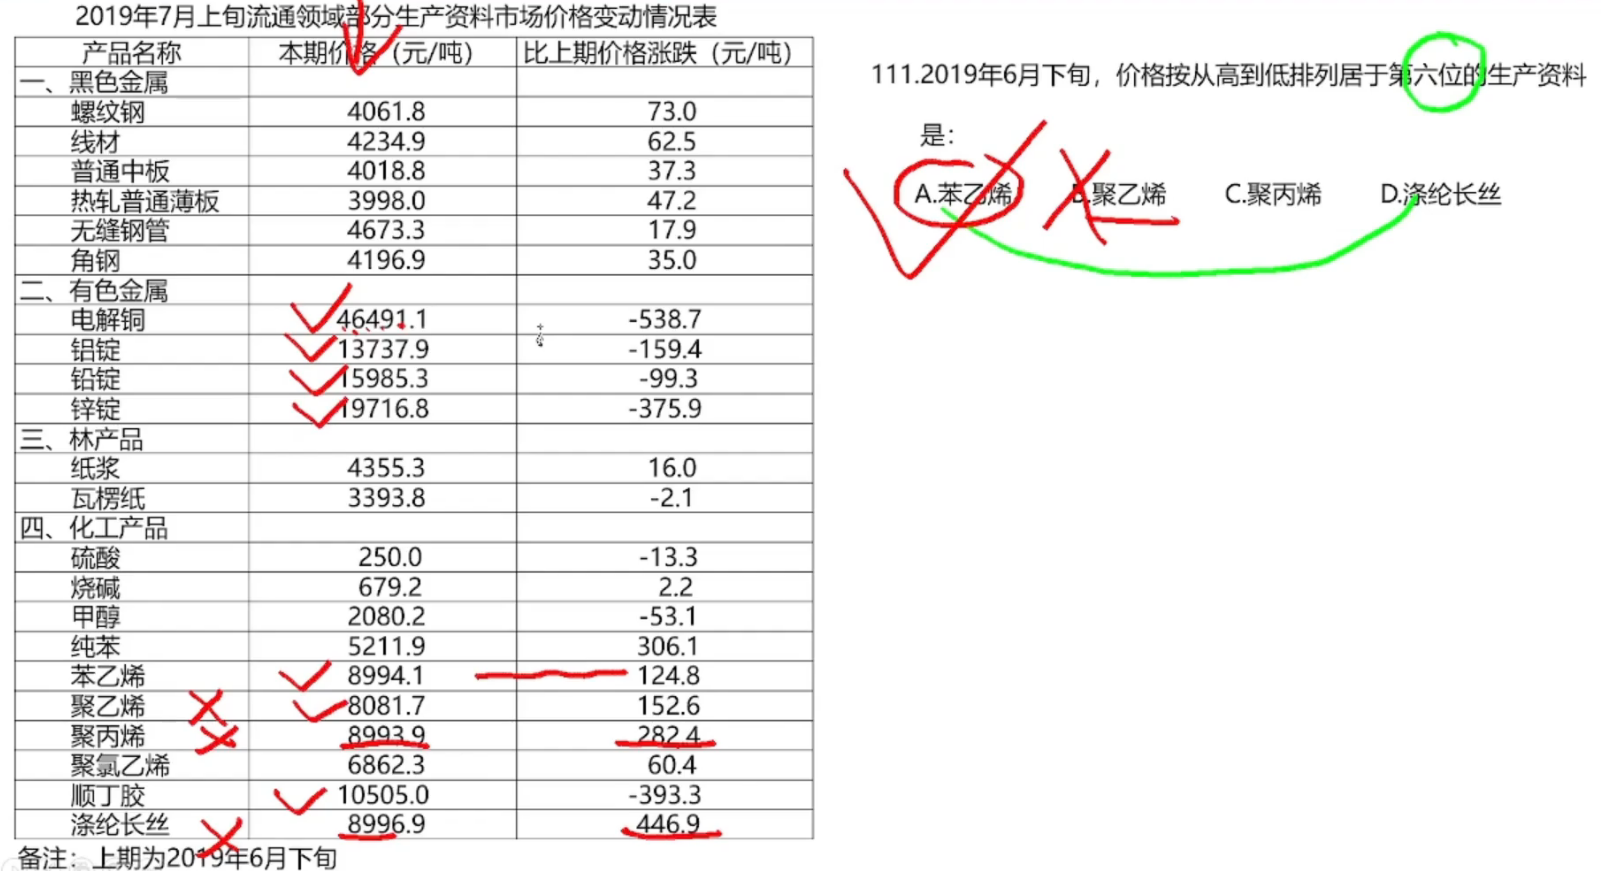 2019年7月上旬流通领域部分生产资料市场价格变动情况表
产品名称 本期价格（元/吨） 比上期价格涨跌（元/吨）
一、黑色金属
螺纹钢 4061.8 73.0
线材 4234.9 62.5
普通中板 4018.8 37.3
热轧普通薄板 3998.0 47.2
无缝钢管 4673.3 17.9
角钢 4196.9 35.0
二、有色金属
电解铜 46491.1 -538.7
铝锭 13737.9 -159.4
铅锭 15985.3 -99.3
锌锭 19716.8 -375.9
三、林产品
纸浆 4355.3 16.0
瓦楞纸 3393.8 -2.1
四、化工产品
硫酸 250.0 -13.3
烧碱 679.2 2.2
甲醇 2080.2 -53.1
纯苯 5211.9 306.1
苯乙烯 8994.1 124.8
聚乙烯 8081.7 152.6
聚丙烯 8993.9 282.4
聚氯乙烯 6862.3 60.4
顺丁胶 10505.0 -393.3
涤纶长丝 8996.9 446.9
备注：上期为2019年6月下旬
111.2019年6月下旬，价格按从高到低排列居于第六位的生产资料
是：
A.苯乙烯 B.聚乙烯 C.聚丙烯 D.涤纶长丝